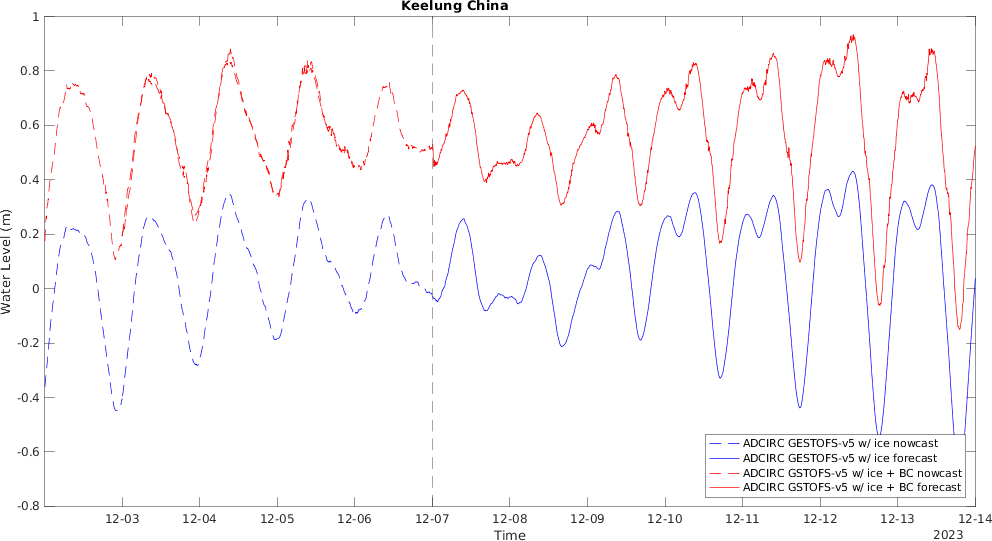 Keelung China
1
0.8
0.6
0.4
0.2
0
-0.2
-0.4
-0.6
-0.8
Water Level (m)
12-03 12-04 12-05 12-06 12-07 12-08 12-09 12-10 12-11 12-12 12-13 12-14
Time
2023
ADCIRC GESTOFS-v5 w/ ice nowcast
ADCIRC GESTOFS-v5 w/ ice forecast
ADCIRC GSTOFS-v5 w/ ice + BC nowcast
ADCIRC GSTOFS-v5 w/ ice + BC forecast